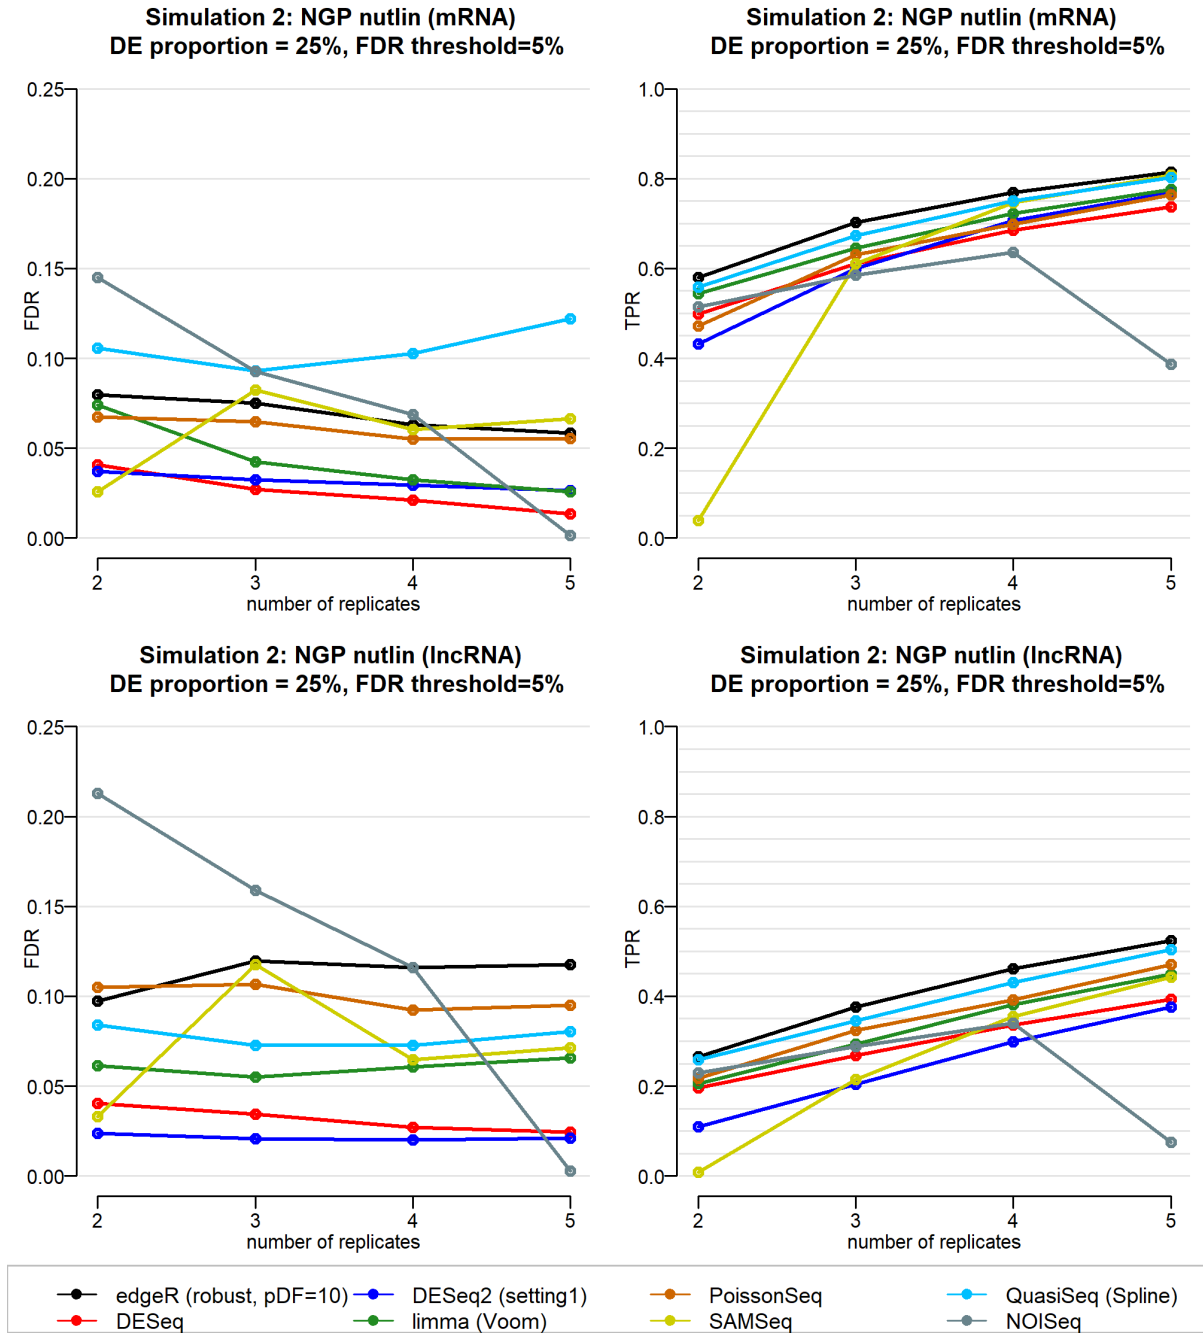 Simulation 2: NGP nutlin (mRNA)
DE proportion = 25%, FDR threshold=5%
0.25
0.20
0.15
0.10
0.05
0.00
FDR
2 3 4 5
number of replicates
Simulation 2: NGP nutlin (mRNA)
DE proportion = 25%, FDR threshold=5%
1.0
0.8
0.6
0.4
0.2
0.0
TPR
2 3 4 5
number of replicates
Simulation 2: NGP nutlin (lncRNA)
DE proportion = 25%, FDR threshold=5%
0.25
0.20
0.15
0.10
0.05
0.00
FDR
2 3 4 5
number of replicates
Simulation 2: NGP nutlin (lncRNA)
DE proportion = 25%, FDR threshold=5%
1.0
0.8
0.6
0.4
0.2
0.0
TPR
2 3 4 5
number of replicates
edgeR (robust, pDF=10) DESeq2 (setting1) PoissonSeq QuasiSeq (Spline)
DESeq limma (Voom) SAMSeq NOISeq